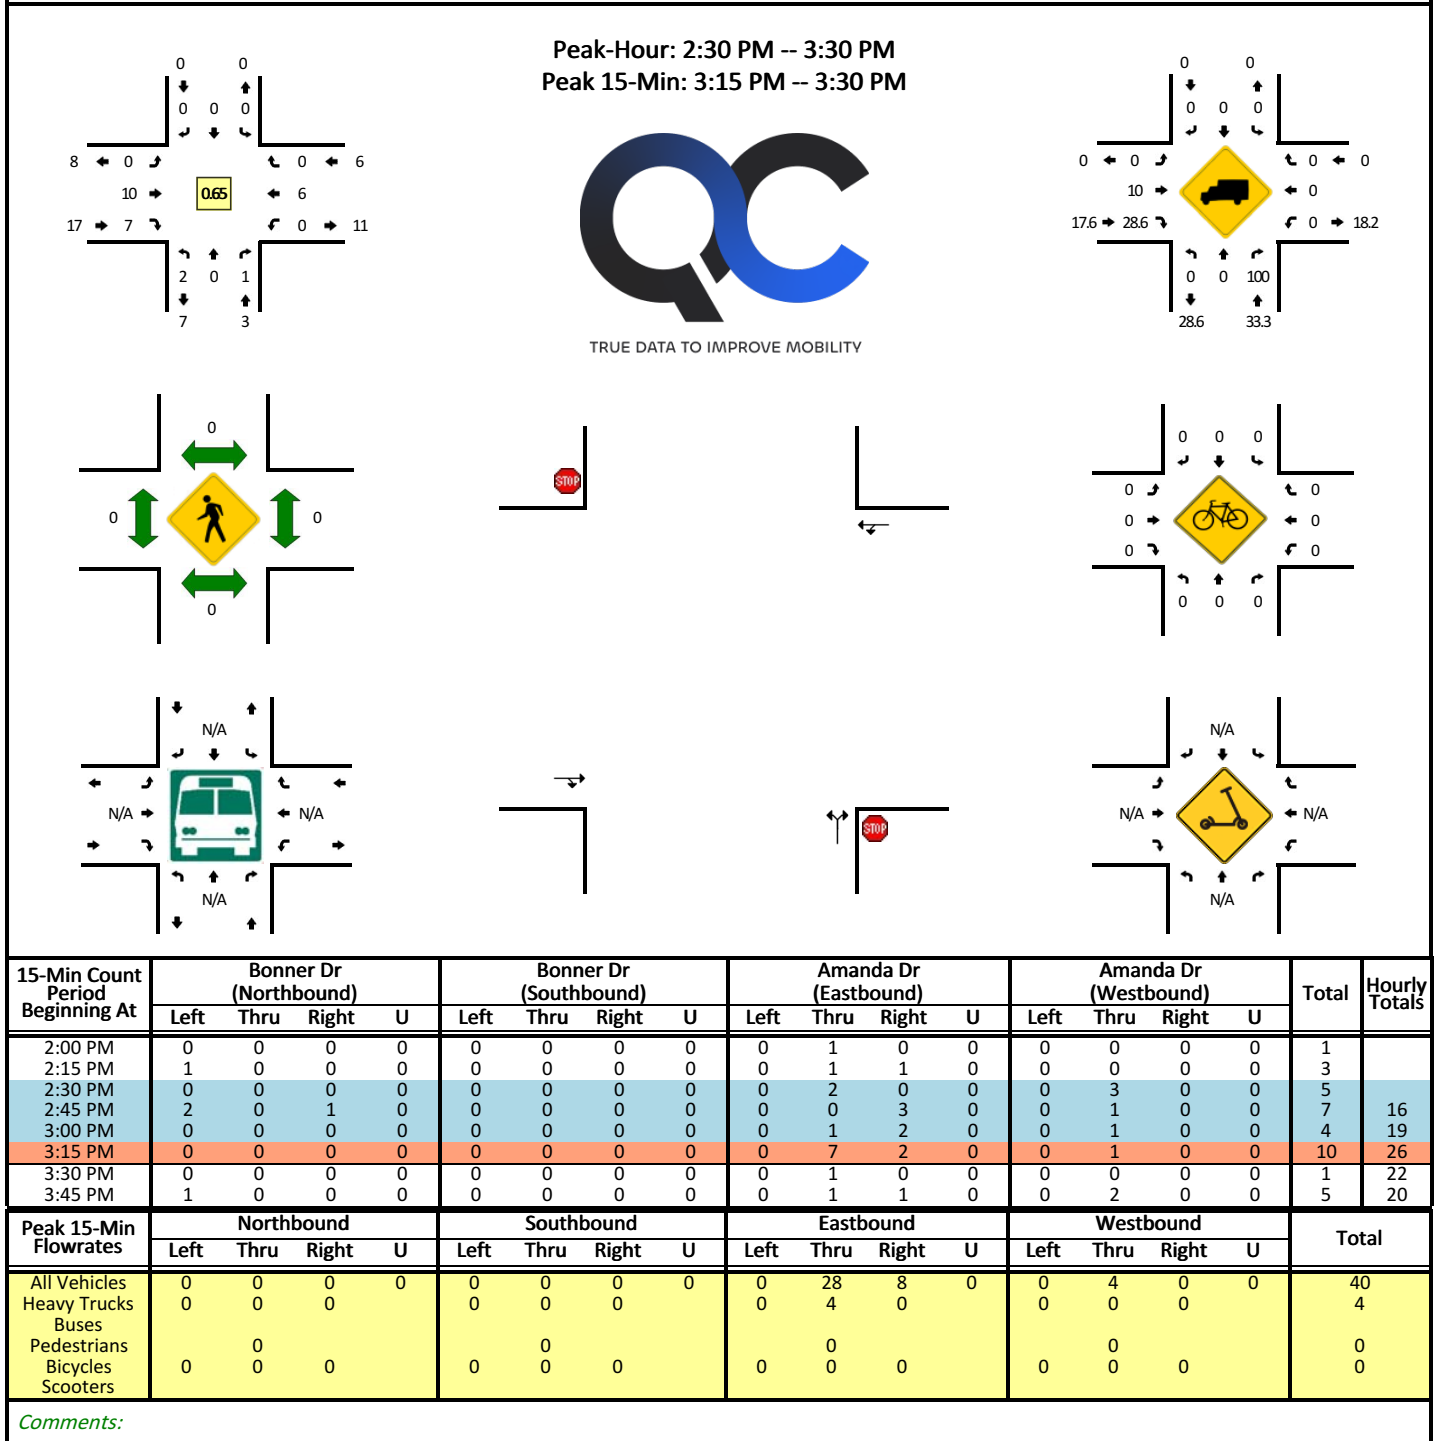 Peak-Hour: 2:30 PM -- 3:30 PM
Peak 15-Min: 3:15 PM -- 3:30 PM
0 0
0 0 0
8 0 0 6
10 0.65 6
17 7 0 11
2 0 1
7 3
QC
TRUE DATA TO IMPROVE MOBILITY
0 0
0 0 0
0 0 0 0
10 0
17.6 28.6 0 18.2
0 0 100
28.6 33.3
0
0 0
0
STOP
STOP
0 0 0
0 0
0 0
0 0
0 0 0
N/A
N/A N/A
N/A
N/A
N/A N/A
N/A
15-Min Count Period Beginning At Bonner Dr (Northbound) Bonner Dr (Southbound) Amanda Dr (Eastbound) Amanda Dr (Westbound) Total Hourly Totals
Left Thru Right U Left Thru Right U Left Thru Right U Left Thru Right U
2:00 PM 0 0 0 0 0 0 0 0 0 1 0 0 0 0 0 0 1
2:15 PM 1 0 0 0 0 0 0 0 0 1 1 0 0 0 0 0 3
2:30 PM 0 0 0 0 0 0 0 0 0 2 0 0 0 3 0 0 5
2:45 PM 2 0 1 0 0 0 0 0 0 0 3 0 0 1 0 0 7 16
3:00 PM 0 0 0 0 0 0 0 0 0 1 2 0 0 1 0 0 4 19
3:15 PM 0 0 0 0 0 0 0 0 0 7 2 0 0 1 0 0 10 26
3:30 PM 0 0 0 0 0 0 0 0 0 1 0 0 0 0 0 0 1 22
3:45 PM 1 0 0 0 0 0 0 0 0 1 1 0 0 2 0 0 5 20
Peak 15-Min Flowrates Northbound Southbound Eastbound Westbound Total
Left Thru Right U Left Thru Right U Left Thru Right U Left Thru Right U
All Vehicles 0 0 0 0 0 0 0 0 0 28 8 0 0 4 0 0 40
Heavy Trucks 0 0 0 0 0 0 0 4 0 0 0 0 4
Buses
Pedestrians 0 0 0 0 0
Bicycles 0 0 0 0 0 0 0 0 0 0 0 0 0
Scooters
Comments: